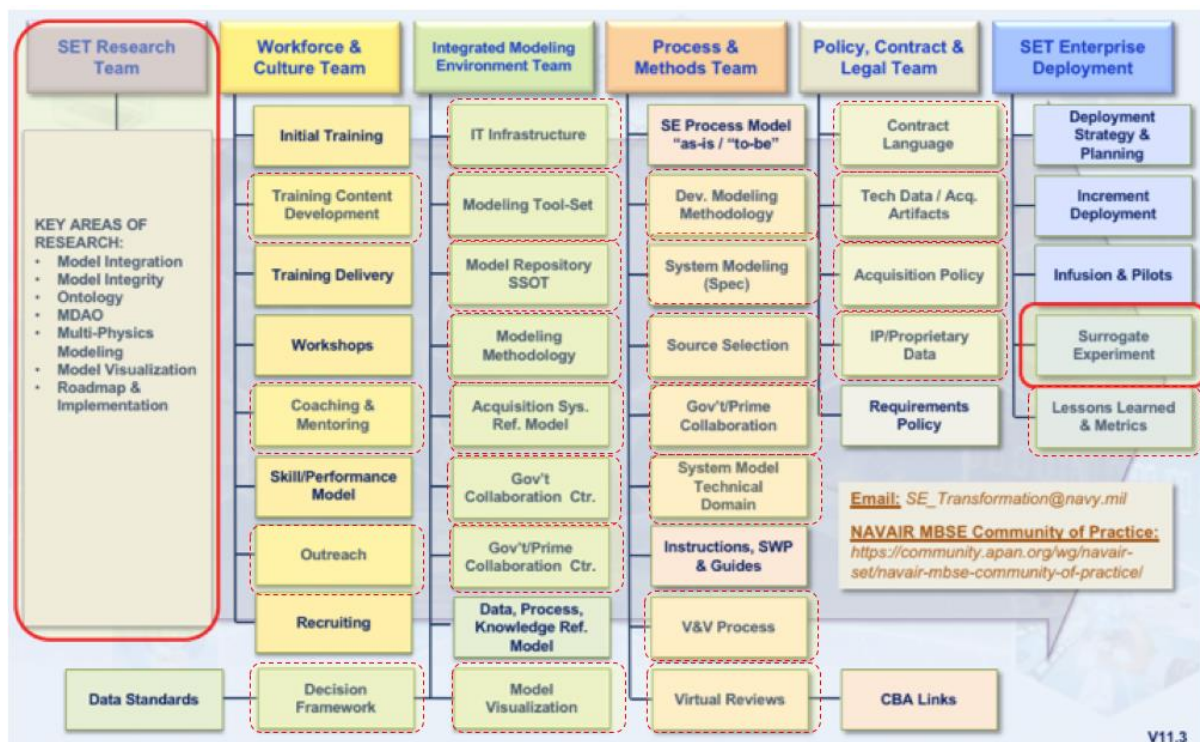 SET Research
Team
Workforce &
Culture Team
Integrated Modeling
Environment Team
Process &
Methods Team
Policy, Contract &
Legal Team
SET Enterprise
Deployment
KEY AREAS OF
RESEARCH:
• Model Integration
• Model Integrity
• Ontology
• MDAO
• Multi-Physics
Modeling
• Model Visualization
• Roadmap &
Implementation
Initial Training
Training Content
Development
Training Delivery
Workshops
Coaching &
Mentoring
Skill/Performance
Model
Outreach
Recruiting
IT Infrastructure
Modeling Tool-Set
Model Repository
SSOT
Modeling
Methodology
Acquisition Sys.
Ref. Model
Gov't
Collaboration Ctr.
Gov't/Prime
Collaboration Ctr.
Data, Process,
Knowledge Ref.
Model
Data Standards
Decision
Framework
Model
Visualization
SE Process Model
"as-is / "to-be"
Dev. Modeling
Methodology
System Modeling
(Spec)
Source Selection
Gov't/Prime
Collaboration
System Model
Technical
Domain
Instructions, SWP
& Guides
V&V Process
Virtual Reviews
CBA Links
Contract
Language
Tech Data / Acq.
Artifacts
Acquisition Policy
IP/Proprietary
Data
Requirements
Policy
Deployment
Strategy &
Planning
Increment
Deployment
Infusion & Pilots
Surrogate
Experiment
Lessons Learned
& Metrics
Email: SE_Transformation@navy.mil
NAVAIR MBSE Community of Practice:
https://community.apan.org/wg/navair-
set/navair-mbse-community-of-practice/
V11.3